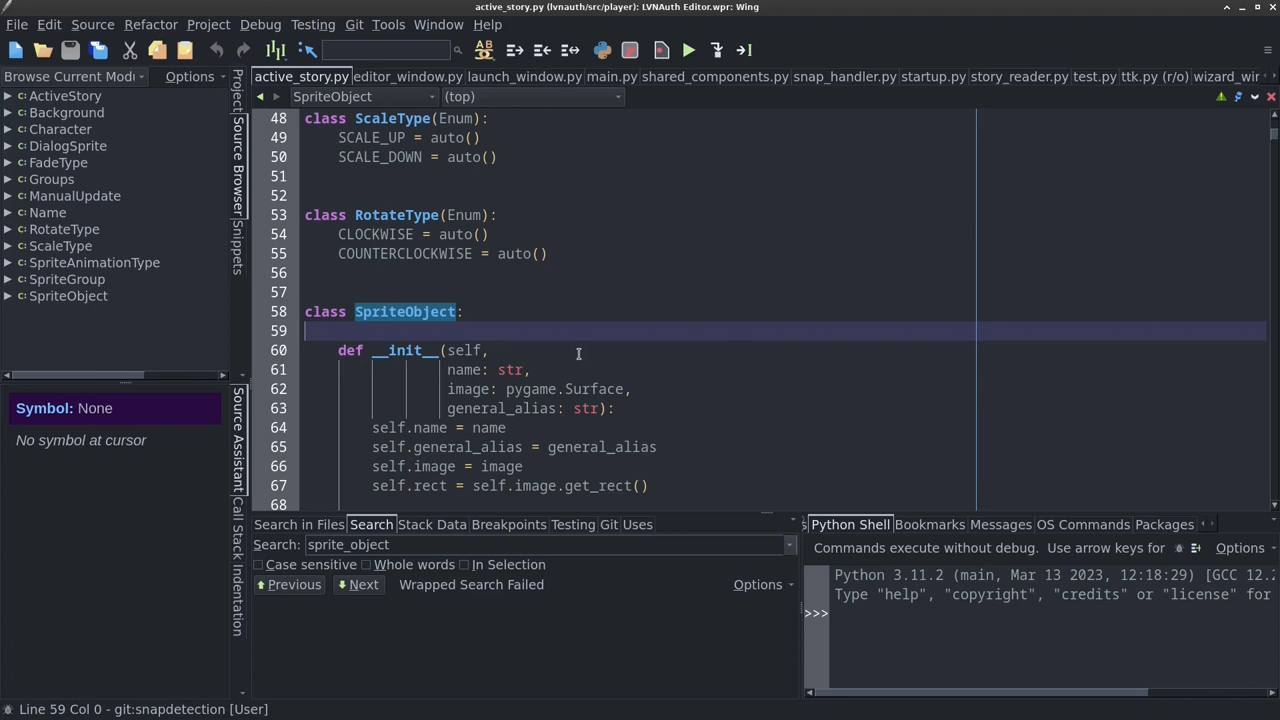 active_story.py (lvnauth/src/player): LVNAuth Editor.wpr: Wing
File Edit Source Refactor Project Debug Testing Git Tools Window Help
Browse Current Modu Options
active_story.py editor_window.py launch_window.py main.py shared_components.py snap_handler.py startup.py story_reader.py test.py ttk.py (r/o) wizard_wir
SpriteObject (top)
ActiveStory
Background
Character
DialogSprite
FadeType
Groups
ManualUpdate
Name
RotateType
ScaleType
SpriteAnimationType
SpriteGroup
SpriteObject
Project
Source Browser
Snippets
48 class ScaleType(Enum):
49 SCALE_UP = auto()
50 SCALE_DOWN = auto()
51
52
53 class RotateType(Enum):
54 CLOCKWISE = auto()
55 COUNTERCLOCKWISE = auto()
56
57
58 class SpriteObject:
59
60 def __init__(self,
61 name: str,
62 image: pygame.Surface,
63 general_alias: str):
64 self.name = name
65 self.general_alias = general_alias
66 self.image = image
67 self.rect = self.image.get_rect()
68
Symbol: None
No symbol at cursor
Source Assistant
Call Stack
Indentation
Search in Files Search Stack Data Breakpoints Testing Git Uses
Search: sprite_object
Case sensitive Whole words In Selection
Previous Next Wrapped Search Failed Options
s Python Shell Bookmarks Messages OS Commands Packages
Commands execute without debug. Use arrow keys for Options
Python 3.11.2 (main, Mar 13 2023, 12:18:29) [GCC 12.2
Type "help", "copyright", "credits" or "license" for
>>>
Line 59 Col 0 - git:snapdetection [User]